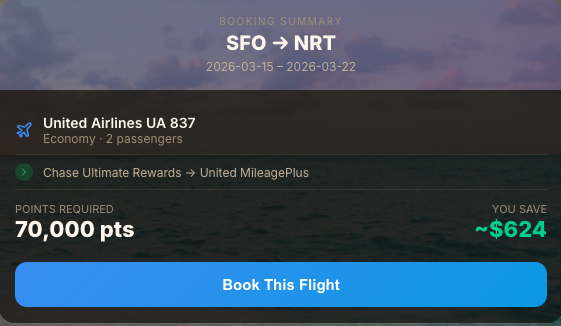 BOOKING SUMMARY
SFO → NRT
2026-03-15 – 2026-03-22
United Airlines UA 837
Economy · 2 passengers
Chase Ultimate Rewards → United MileagePlus
POINTS REQUIRED
70,000 pts
YOU SAVE
~$624
Book This Flight